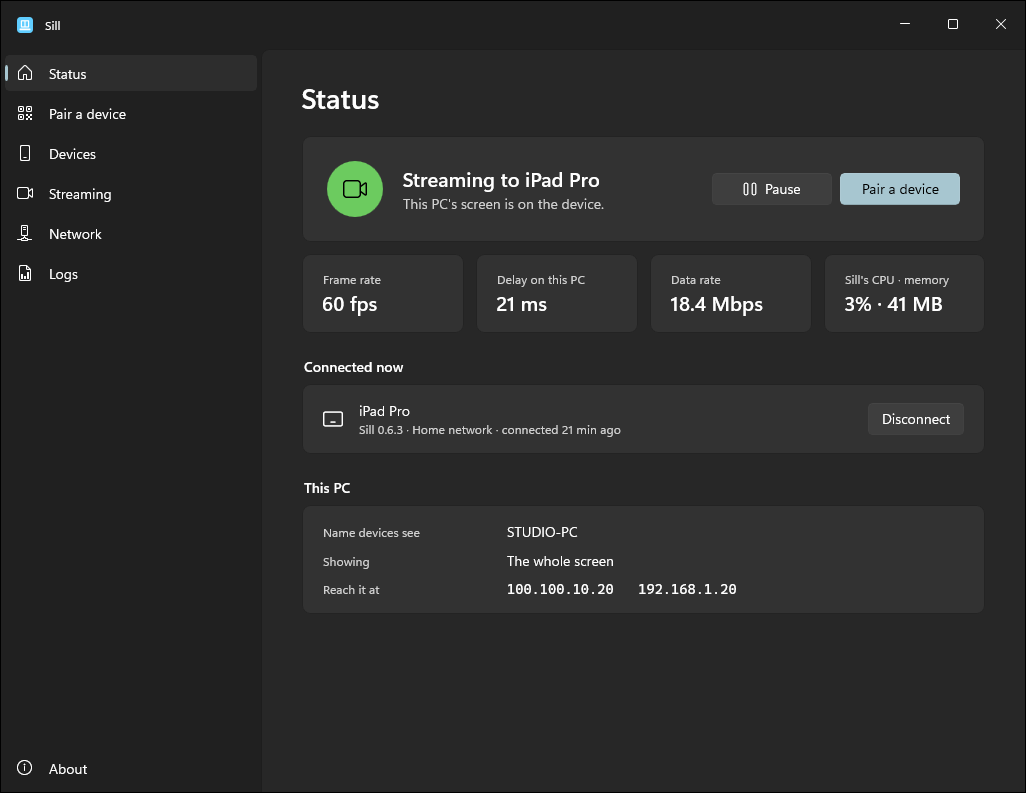 Sill
Status
Pair a device
Devices
Streaming
Network
Logs
About
Status
Streaming to iPad Pro
This PC's screen is on the device.
Pause
Pair a device
Frame rate
60 fps
Delay on this PC
21 ms
Data rate
18.4 Mbps
Sill's CPU · memory
3% · 41 MB
Connected now
iPad Pro
Sill 0.6.3 · Home network · connected 21 min ago
Disconnect
This PC
Name devices see STUDIO-PC
Showing The whole screen
Reach it at 100.100.10.20 192.168.1.20